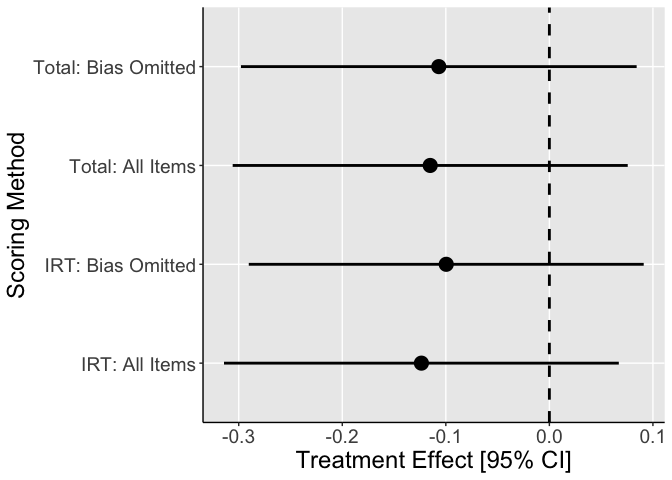 Scoring Method
Total: Bias Omitted
Total: All Items
IRT: Bias Omitted
IRT: All Items
-0.3 -0.2 -0.1 0.0 0.1
Treatment Effect [95% CI]